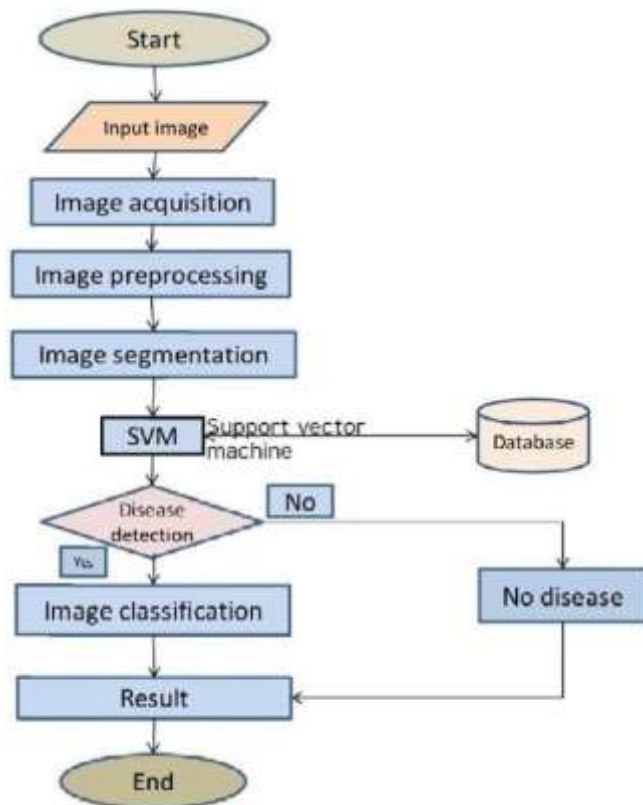 Start
Input image
Image acquisition
Image preprocessing
Image segmentation
SVM
Support vector
machine
Database
Disease
detection
No
Yes
Image classification
No disease
Result
End